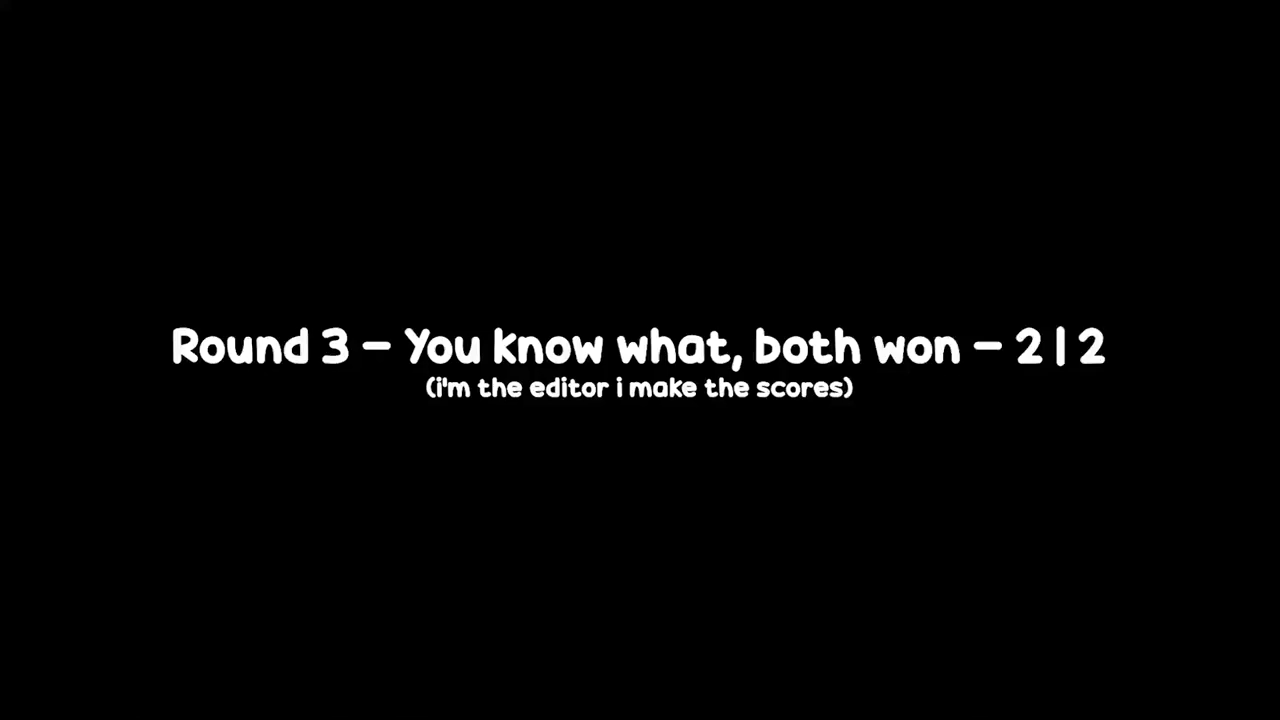 Round 3 – You know what, both won – 2 | 2
(i'm the editor i make the scores)